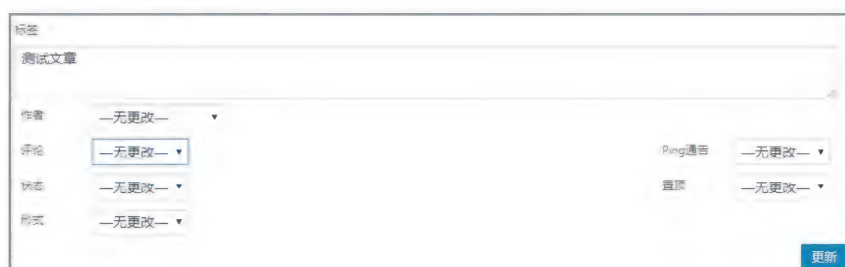 标签
测试文章
作者 —无更改—
评论 —无更改— Ping通告 —无更改—
状态 —无更改— 置顶 —无更改—
形式 —无更改—
更新